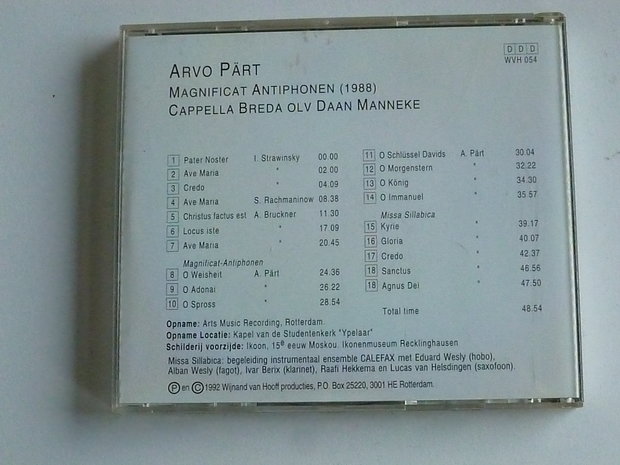 DDD
WVH 054
ARVO PÄRT
MAGNIFICAT ANTIPHONEN (1988)
CAPPELLA BREDA OLV DAAN MANNEKE
1 Pater Noster I. Strawinsky 00.00
2 Ave Maria " 02.00
3 Credo " 04.09
4 Ave Maria S. Rachmaninow 08.38
5 Christus factus est A. Bruckner 11.30
6 Locus iste " 17.09
7 Ave Maria " 20.45
Magnificat-Antiphonen
8 O Weisheit A. Pärt 24.36
9 O Adonai " 26.22
10 O Spross " 28.54
11 O Schlüssel Davids A. Pärt 30.04
12 O Morgenstern " 32.22
13 O König " 34.30
14 O Immanuel " 35.57
Missa Sillabica
15 Kyrie " 39.17
16 Gloria " 40.07
17 Credo " 42.37
18 Sanctus " 46.56
18 Agnus Dei " 47.50
Total time 48.54
Opname: Arts Music Recording, Rotterdam.
Opname Locatie: Kapel van de Studentenkerk "Ypelaar"
Schilderij voorzijde: Ikoon, 15e eeuw Moskou. Ikonenmuseum Recklinghausen
Missa Sillabica: begeleiding instrumentaal ensemble CALEFAX met Eduard Wesly (hobo),
Alban Wesly (fagot), Ivar Berix (klarinet), Raafi Hekkema en Lucas van Helsdingen (saxofoon).
Ⓟ en © 1992 Wijnand van Hooff producties, P.O. Box 25220, 3001 HE Rotterdam.